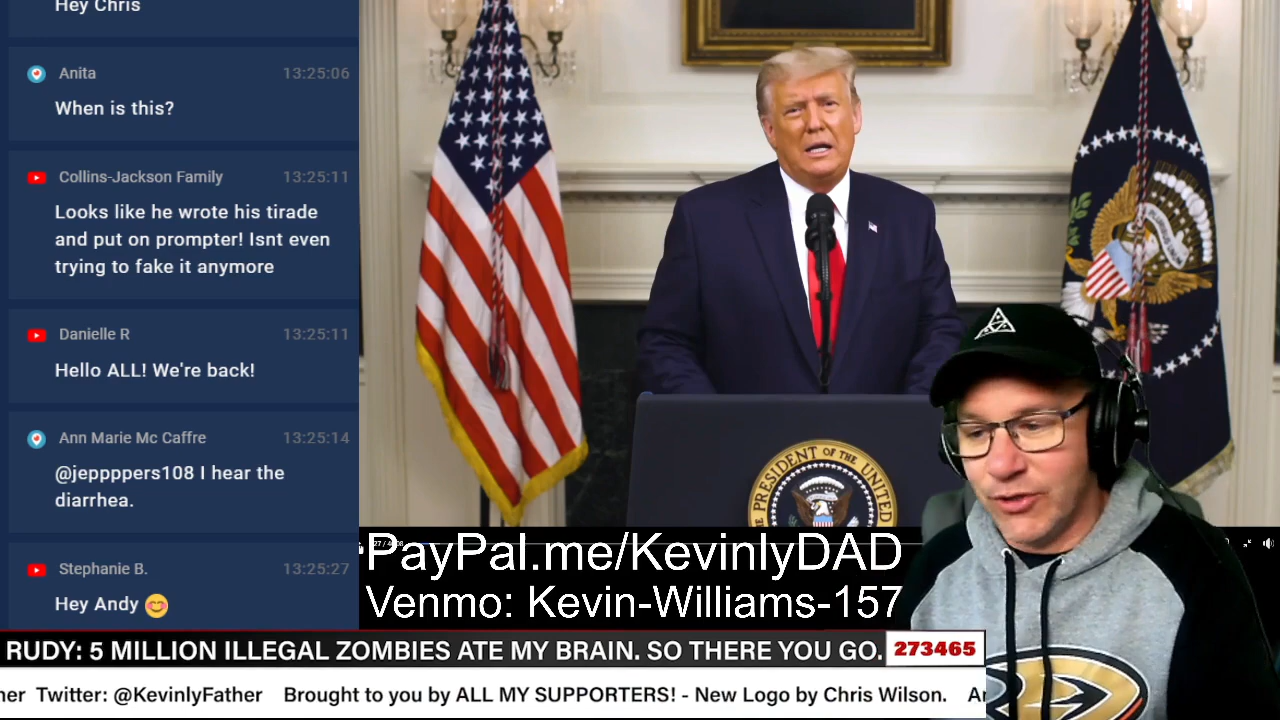 Hey Chris
Anita 13:25:06
When is this?
Collins-Jackson Family 13:25:11
Looks like he wrote his tirade
and put on prompter! Isnt even
trying to fake it anymore
Danielle R 13:25:11
Hello ALL! We're back!
Ann Marie Mc Caffre 13:25:14
@jeppppers108 I hear the
diarrhea.
Stephanie B. 13:25:27
Hey Andy 😊
PRESIDENT OF THE UNITED
PayPal.me/KevinlyDAD
Venmo: Kevin-Williams-157
RUDY: 5 MILLION ILLEGAL ZOMBIES ATE MY BRAIN. SO THERE YOU GO. 273465
Twitter: @KevinlyFather Brought to you by ALL MY SUPPORTERS! - New Logo by Chris Wilson.